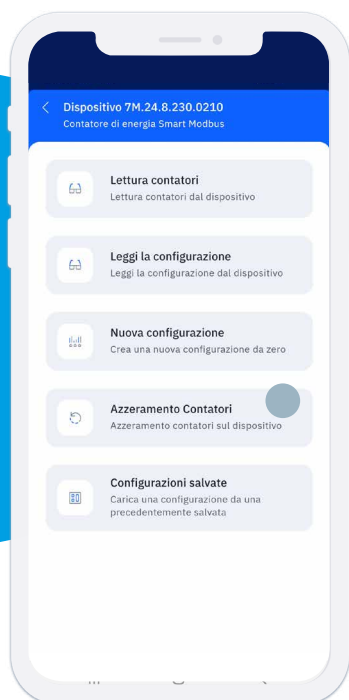 Dispositivo 7M.24.8.230.0210
Contatore di energia Smart Modbus
Lettura contatori
Lettura contatori dal dispositivo
Leggi la configurazione
Leggi la configurazione dal dispositivo
Nuova configurazione
Crea una nuova configurazione da zero
Azzeramento Contatori
Azzeramento contatori sul dispositivo
Configurazioni salvate
Carica una configurazione da una
precedentemente salvata